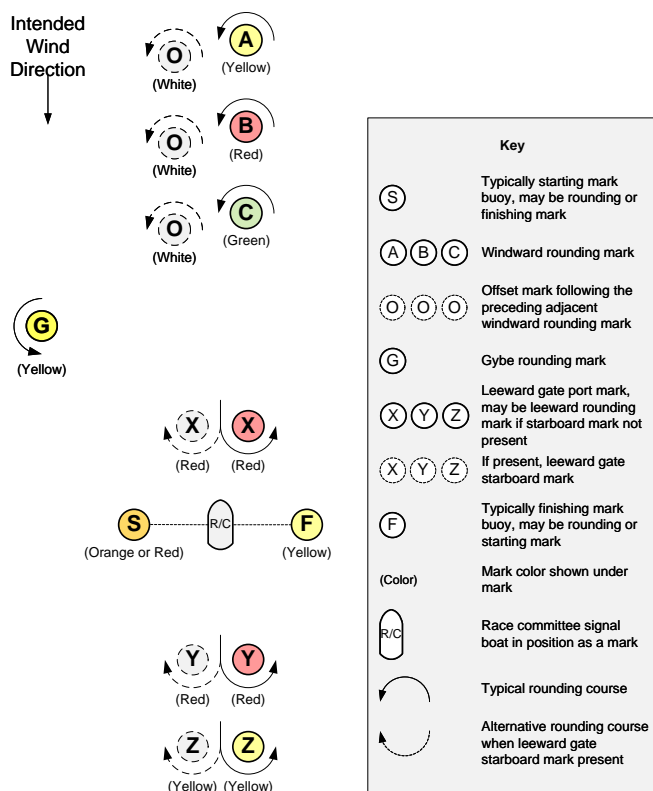 Intended
Wind
Direction
O
A
(White)
(Yellow)
O
B
(White)
(Red)
O
C
(White)
(Green)
G
(Yellow)
X
X
(Red)
(Red)
S
R/C
F
(Orange or Red)
(Yellow)
Y
Y
(Red)
(Red)
Z
Z
(Yellow)
(Yellow)
Key
S
Typically starting mark
buoy, may be rounding or
finishing mark
A B C
Windward rounding mark
O O O
Offset mark following the
preceding adjacent
windward rounding mark
G
Gybe rounding mark
X Y Z
Leeward gate port mark,
may be leeward rounding
mark if starboard mark not
present
X Y Z
If present, leeward gate
starboard mark
F
Typically finishing mark
buoy, may be rounding or
starting mark
(Color)
Mark color shown under
mark
R/C
Race committee signal
boat in position as a mark
Typical rounding course
Alternative rounding course
when leeward gate
starboard mark present